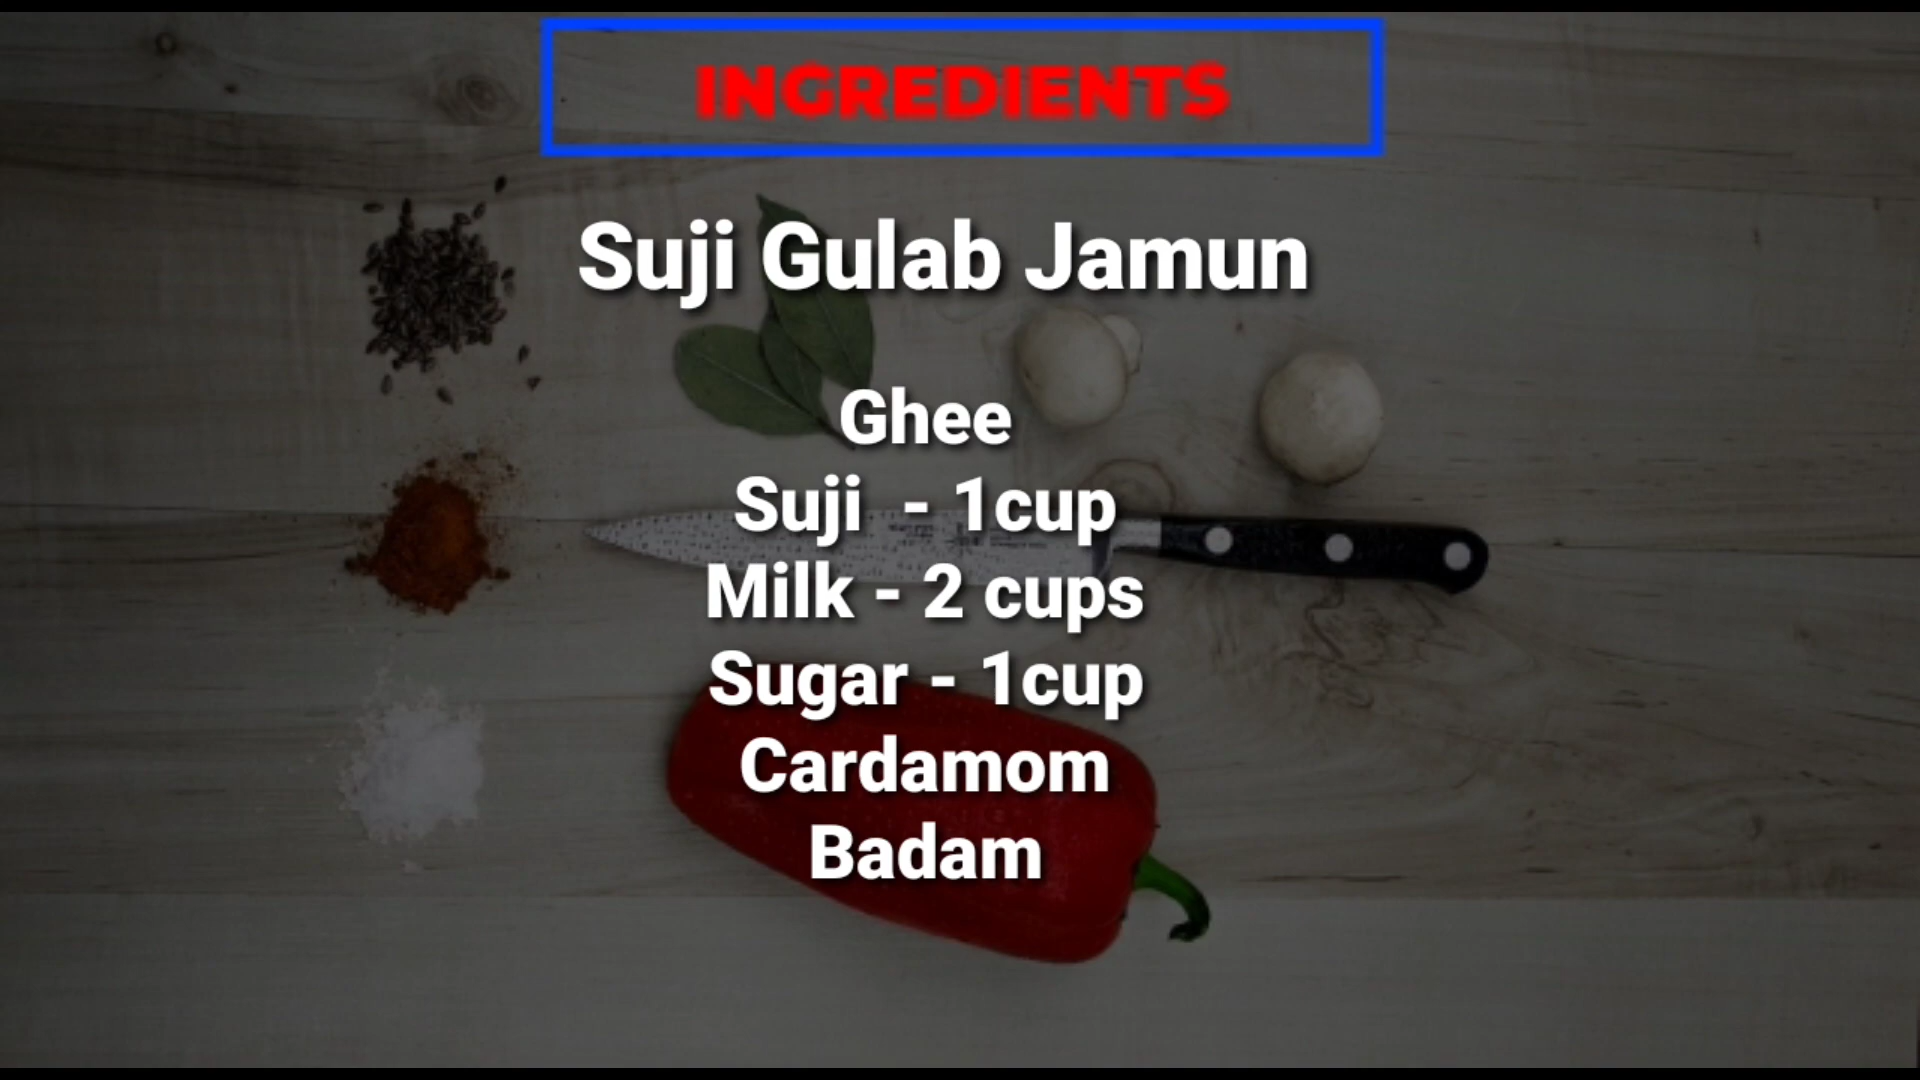 INGREDIENTS
Suji Gulab Jamun
Ghee
Suji - 1cup
Milk - 2 cups
Sugar - 1cup
Cardamom
Badam